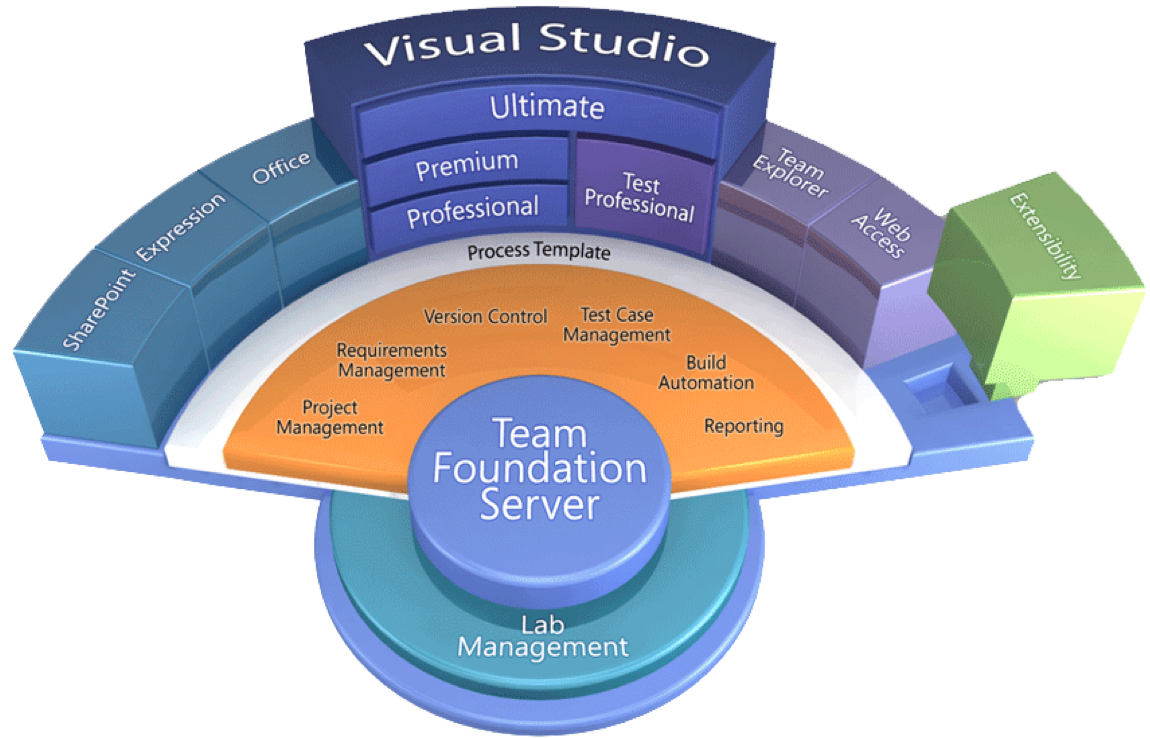 Visual Studio
Ultimate
Premium
Professional
Test
Professional
Office
Expression
SharePoint
Team
Explorer
Web
Access
Extensibility
Process Template
Version Control
Test Case
Management
Requirements
Management
Build
Automation
Project
Management
Reporting
Team
Foundation
Server
Lab
Management